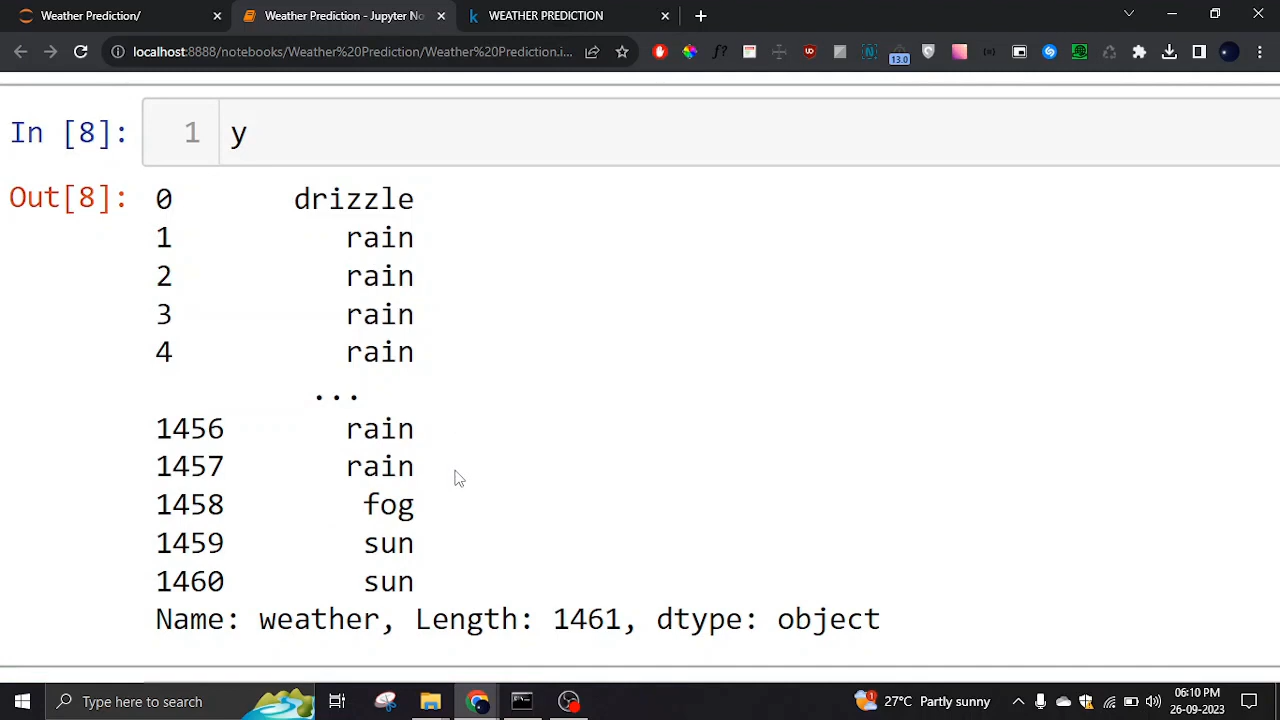 Weather Prediction/
Weather Prediction - Jupyter No
WEATHER PREDICTION
localhost:8888/notebooks/Weather%20Prediction/Weather%20Prediction.i...
13.0
In [8]:
1 y
Out[8]:
0 drizzle
1 rain
2 rain
3 rain
4 rain
...
1456 rain
1457 rain
1458 fog
1459 sun
1460 sun
Name: weather, Length: 1461, dtype: object
Type here to search
1
27°C Partly sunny
06:10 PM
26-09-2023